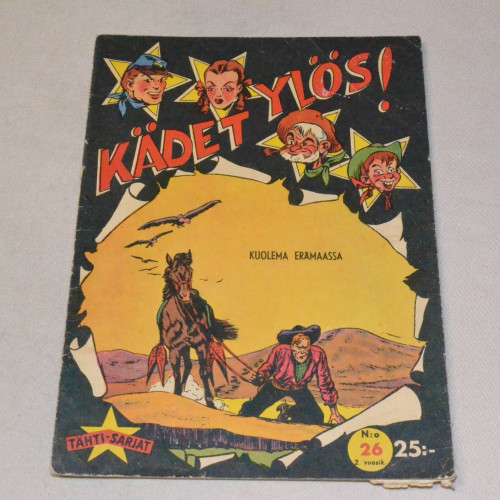 KÄDET YLÖS!
KUOLEMA ERÄMAASSA
TÄHTI-SARJAT
N:o
26
2. vuosik
25:-